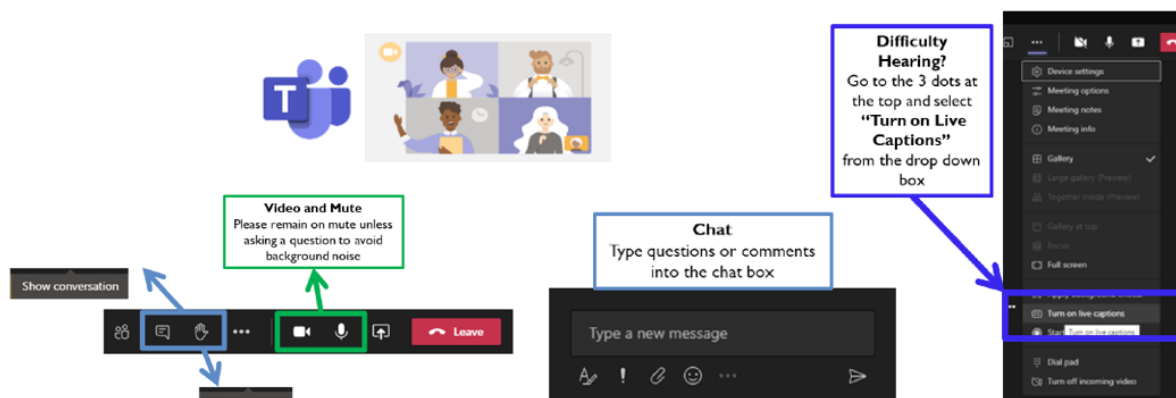 T
Difficulty
Hearing?
Go to the 3 dots at
the top and select
“Turn on Live
Captions”
from the drop down
box
Video and Mute
Please remain on mute unless
asking a question to avoid
background noise
Chat
Type questions or comments
into the chat box
Show conversation
Leave
Type a new message
Device settings
Meeting options
Meeting notes
Meeting info
Gallery
Large gallery (Preview)
Together mode (Preview)
Gallery at top
Focus
Full screen
Turn on live captions
Star
Turn on live captions
Dial pad
Turn off incoming video